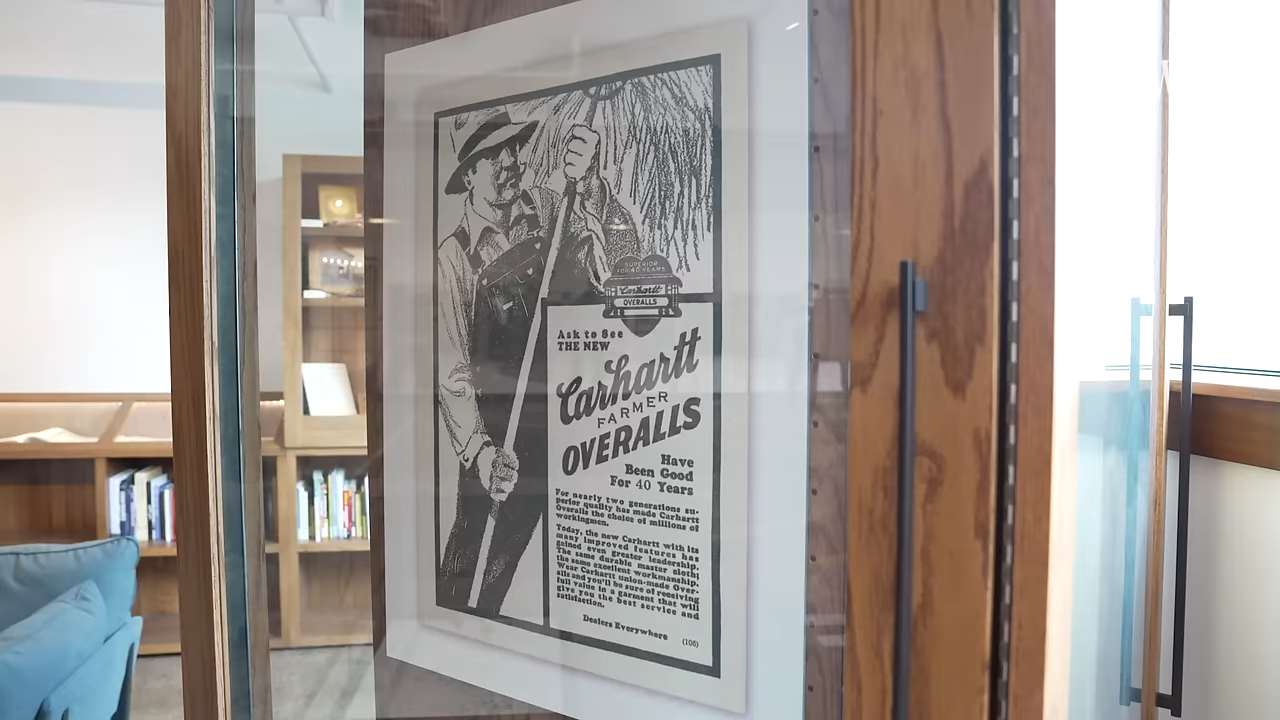 SUPERIOR
FOR 40 YEARS
Carhartt
OVERALLS
Ask to See
THE NEW
Carhartt
FARMER
OVERALLS
Have
Been Good
For 40 Years
For nearly two generations su-
perior quality has made Carhartt
Overalls the choice of millions of
workingmen.
Today, the new Carhartt with its
many improved features has
gained even greater leadership.
The same durable master cloth;
the same excellent workmanship.
Wear Carhartt union-made Over-
alls and you'll be sure of receiving
full value in a garment that will
give you the best service and
satisfaction.
Dealers Everywhere
(106)